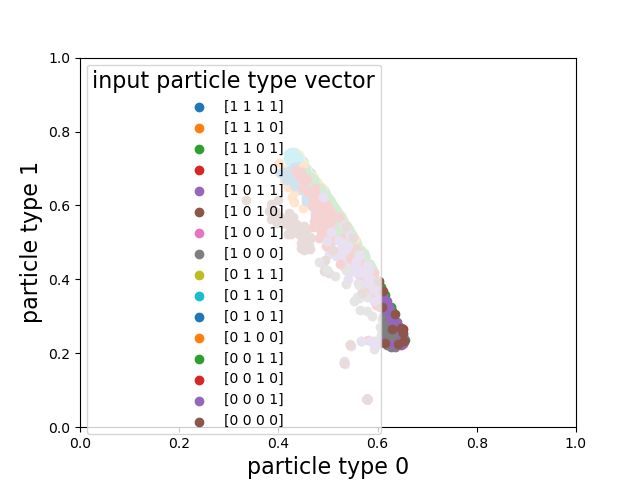 1.0
0.8
0.6
0.4
0.2
0.0
particle type 1
input particle type vector
[1 1 1 1]
[1 1 1 0]
[1 1 0 1]
[1 1 0 0]
[1 0 1 1]
[1 0 1 0]
[1 0 0 1]
[1 0 0 0]
[0 1 1 1]
[0 1 1 0]
[0 1 0 1]
[0 1 0 0]
[0 0 1 1]
[0 0 1 0]
[0 0 0 1]
[0 0 0 0]
0.0 0.2 0.4 0.6 0.8 1.0
particle type 0